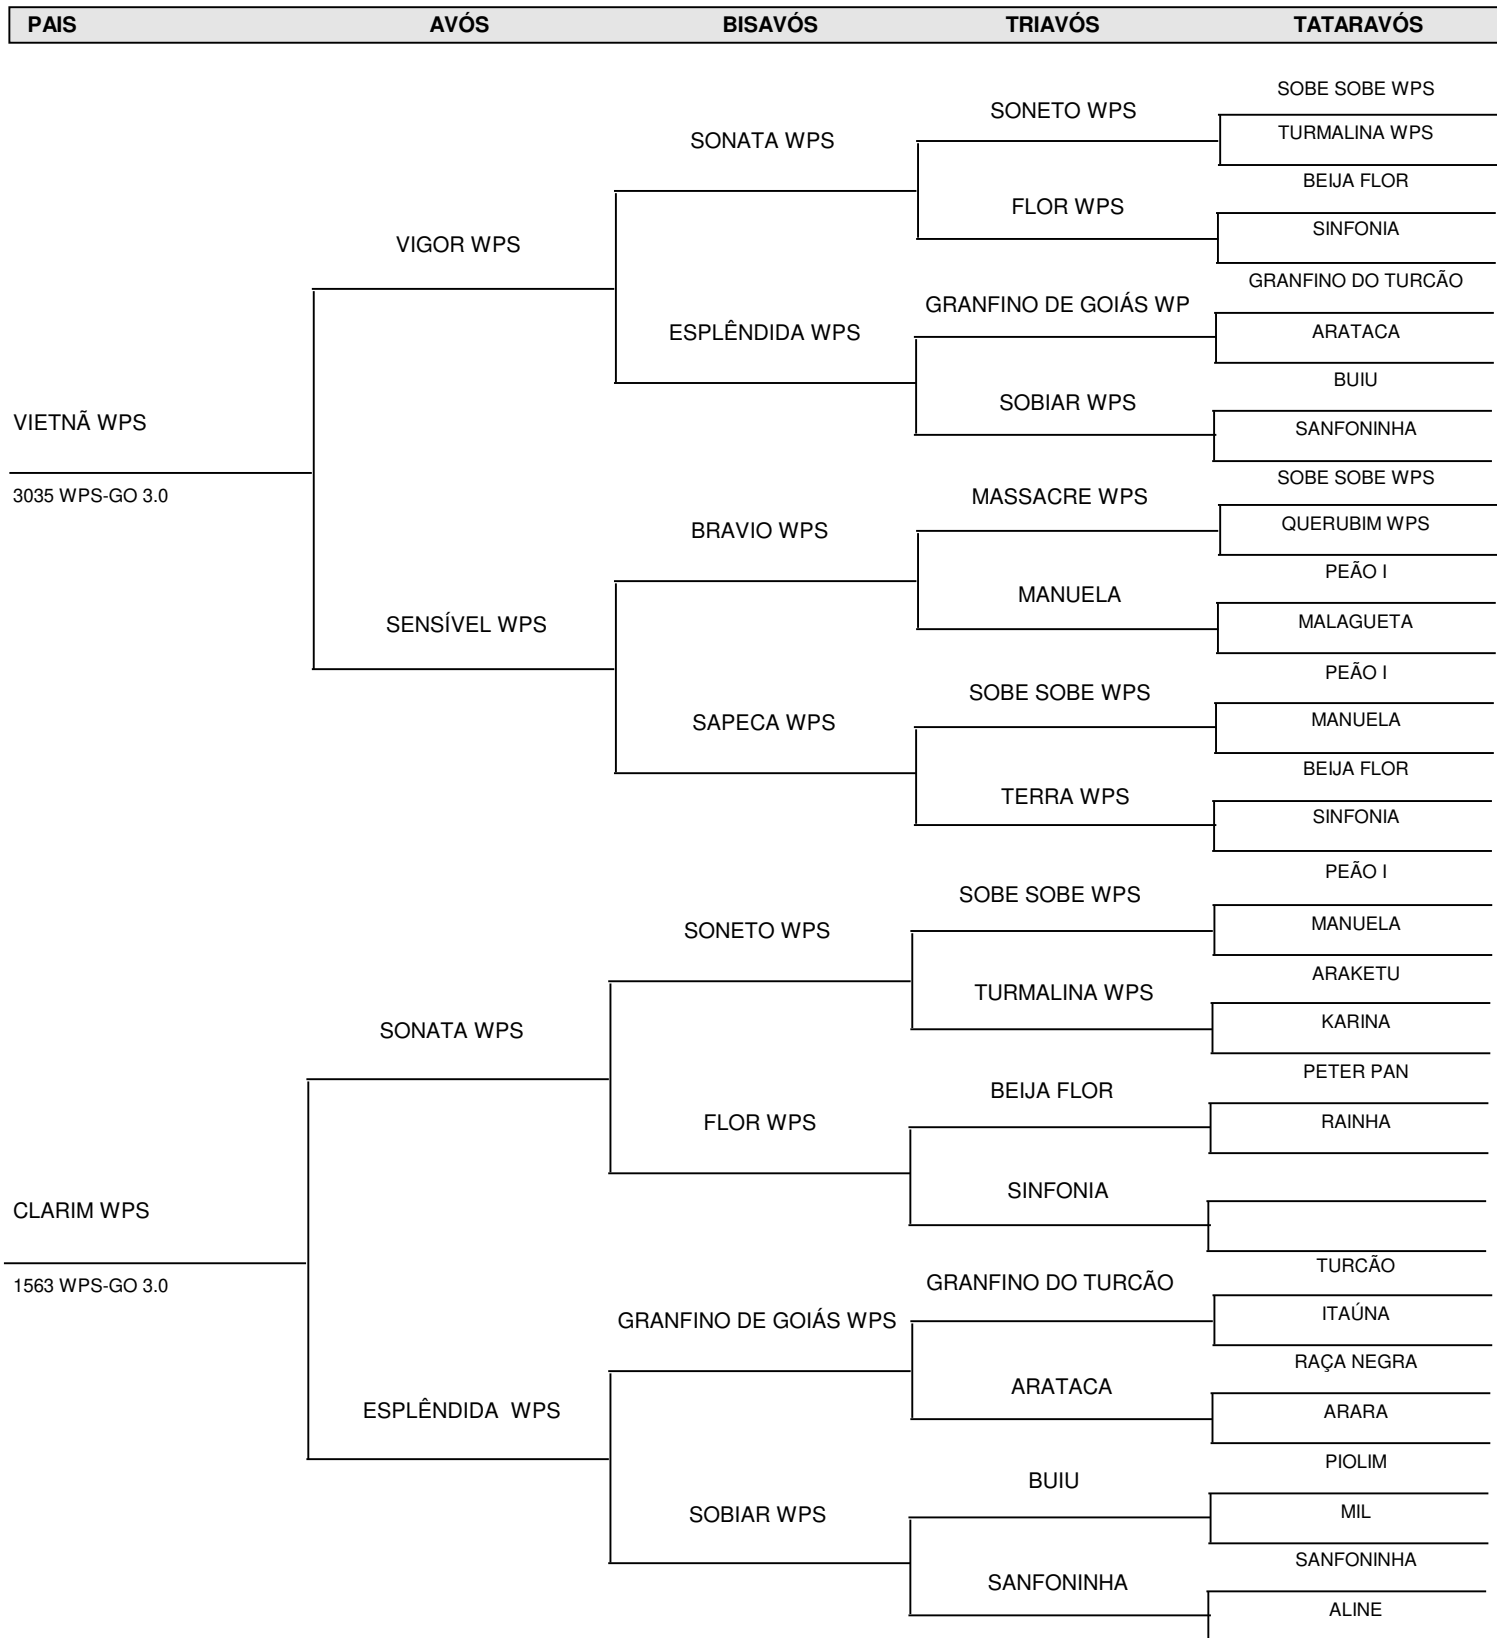 PAIS AVÓS BISAVÓS TRIAVÓS TATARAVÓS
SOBE SOBE WPS
SONETO WPS
TURMALINA WPS
SONATA WPS
BEIJA FLOR
FLOR WPS
SINFONIA
VIGOR WPS
GRANFINO DO TURCÃO
GRANFINO DE GOIÁS WP
ARATACA
ESPLÊNDIDA WPS
BUIU
SOBIAR WPS
SANFONINHA
VIETNÃ WPS
3035 WPS-GO 3.0
SOBE SOBE WPS
MASSACRE WPS
QUERUBIM WPS
BRAVIO WPS
PEÃO I
MANUELA
MALAGUETA
SENSÍVEL WPS
PEÃO I
SOBE SOBE WPS
MANUELA
SAPECA WPS
BEIJA FLOR
TERRA WPS
SINFONIA
PEÃO I
SOBE SOBE WPS
MANUELA
SONETO WPS
ARAKETU
TURMALINA WPS
KARINA
SONATA WPS
PETER PAN
BEIJA FLOR
RAINHA
FLOR WPS
SINFONIA
CLARIM WPS
1563 WPS-GO 3.0
TURCÃO
GRANFINO DO TURCÃO
ITAÚNA
GRANFINO DE GOIÁS WPS
RAÇA NEGRA
ARATACA
ARARA
ESPLÊNDIDA  WPS
PIOLIM
BUIU
MIL
SOBIAR WPS
SANFONINHA
SANFONINHA
ALINE